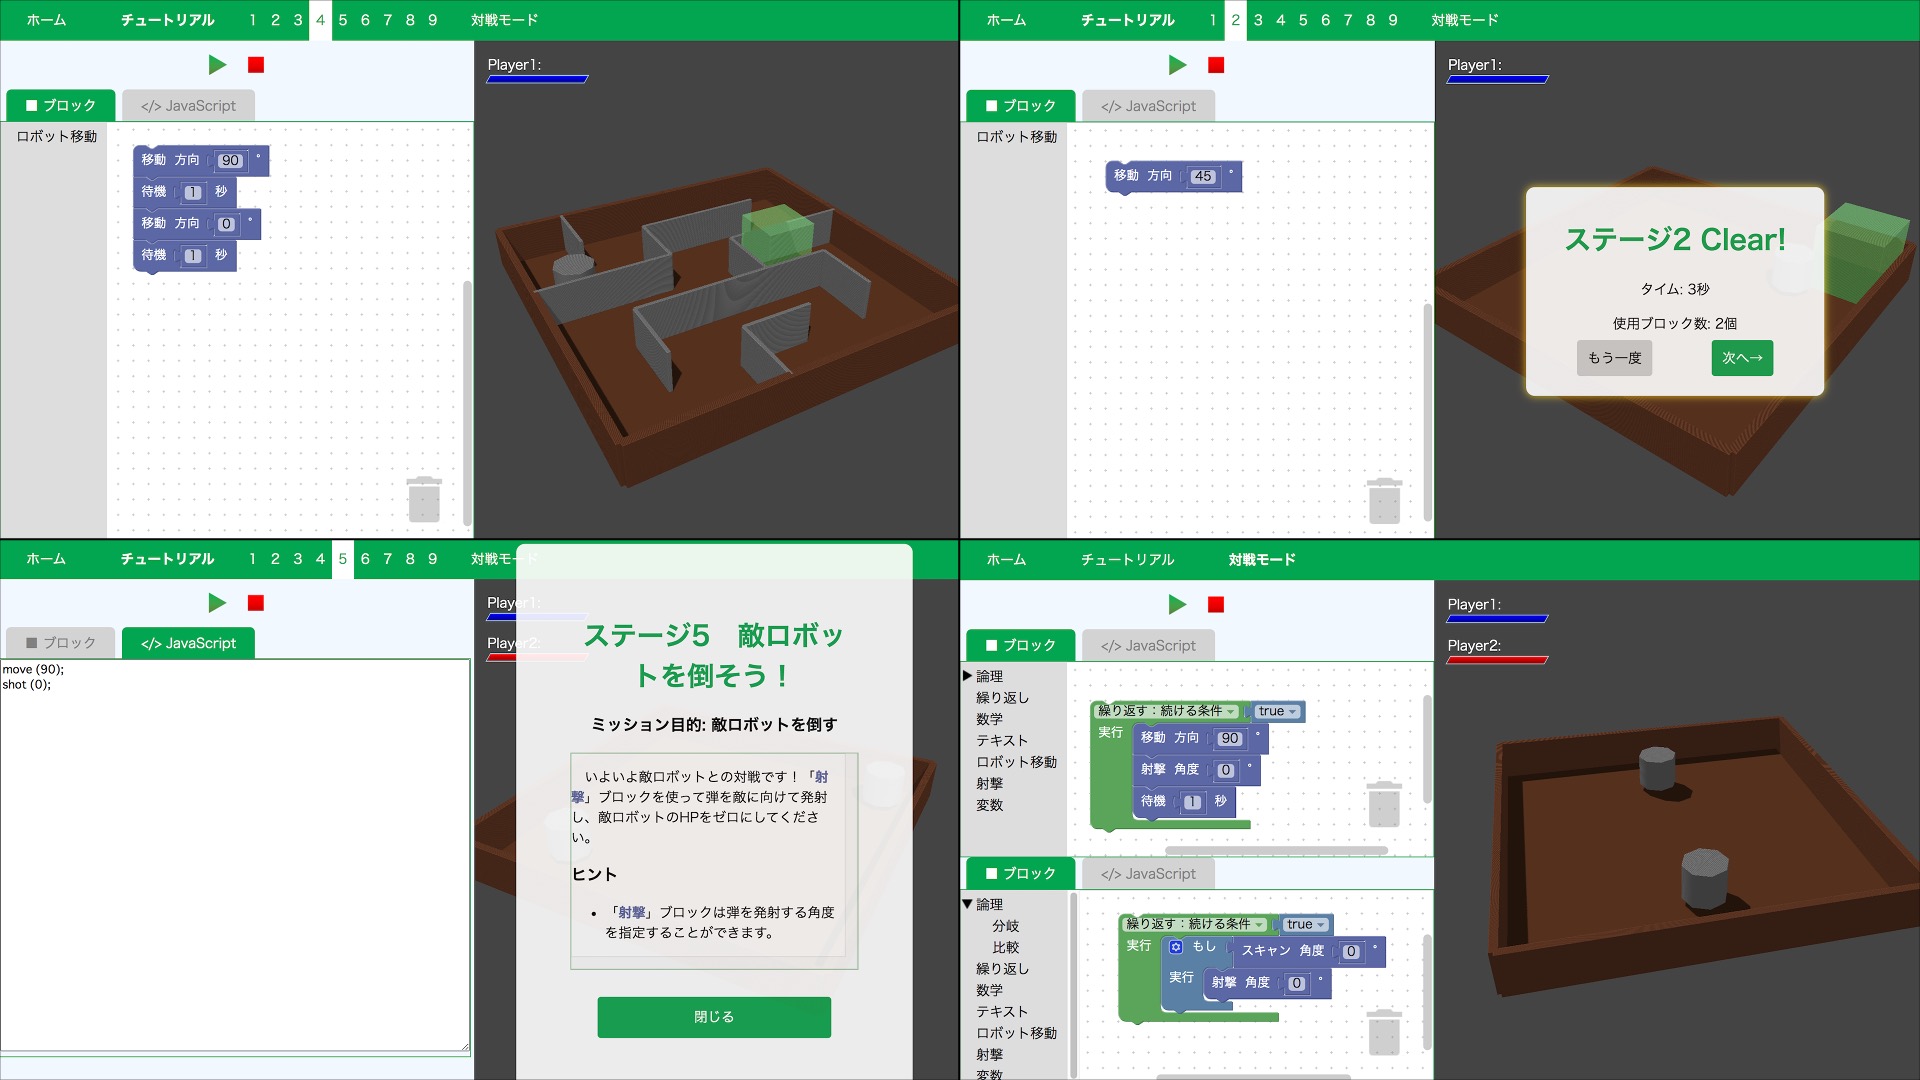 ホーム チュートリアル 1 2 3 4 5 6 7 8 9 対戦モード
ブロック </> JavaScript
ロボット移動
移動 方向 90 °
待機 1 秒
移動 方向 0 °
待機 1 秒
Player1:
ホーム チュートリアル 1 2 3 4 5 6 7 8 9 対戦モード
ブロック </> JavaScript
ロボット移動
移動 方向 45 °
Player1:
ステージ2 Clear!
タイム: 3秒
使用ブロック数: 2個
もう一度 次へ→
ホーム チュートリアル 1 2 3 4 5 6 7 8 9 対戦モード
ブロック </> JavaScript
move (90);
shot (0);
Player1:
Player2:
ステージ5 敵ロボッ
トを倒そう！
ミッション目的: 敵ロボットを倒す
いよいよ敵ロボットとの対戦です！「射
撃」ブロックを使って弾を敵に向けて発射
し、敵ロボットのHPをゼロにしてくださ
い。
ヒント
• 「射撃」ブロックは弾を発射する角度
を指定することができます。
閉じる
ホーム チュートリアル 対戦モード
ブロック </> JavaScript
論理
繰り返し
数学
テキスト
ロボット移動
射撃
変数
繰り返す：続ける条件 true
実行 移動 方向 90 °
射撃 角度 0 °
待機 1 秒
ブロック </> JavaScript
論理
分岐
比較
繰り返し
数学
テキスト
ロボット移動
射撃
変数
繰り返す：続ける条件 true
実行 もし スキャン 角度 0 °
実行 射撃 角度 0 °
Player1:
Player2: